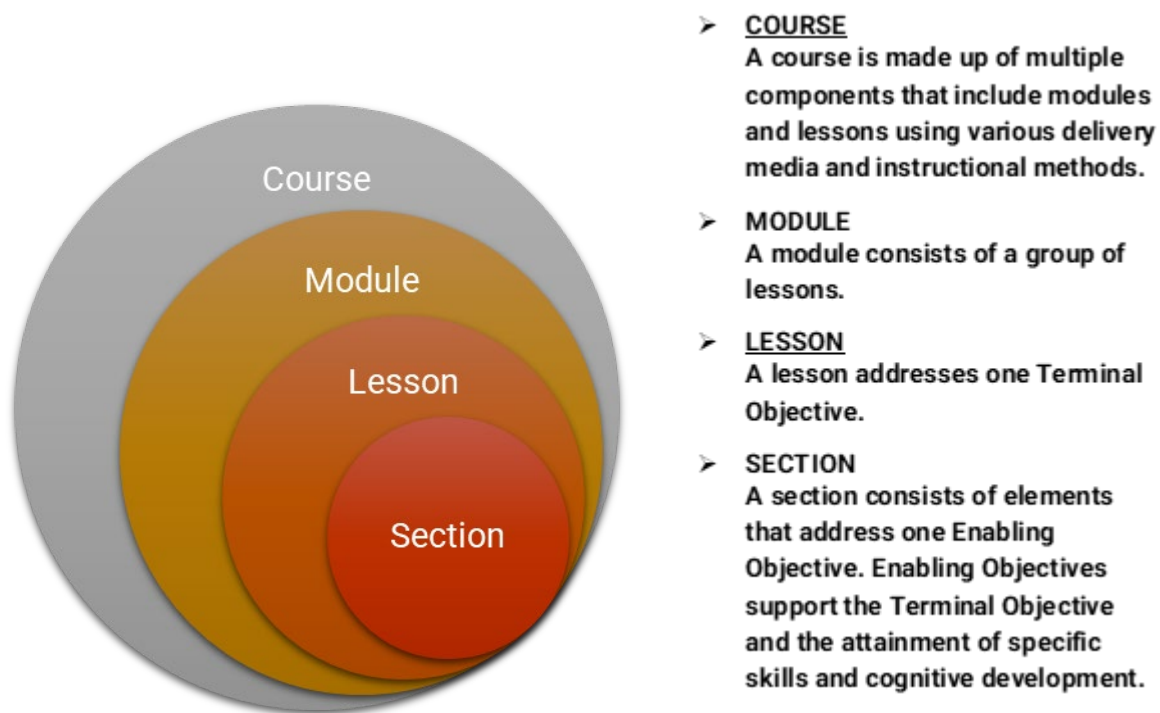 Course
Module
Lesson
Section
➤ COURSE
A course is made up of multiple
components that include modules
and lessons using various delivery
media and instructional methods.
➤ MODULE
A module consists of a group of
lessons.
➤ LESSON
A lesson addresses one Terminal
Objective.
➤ SECTION
A section consists of elements
that address one Enabling
Objective. Enabling Objectives
support the Terminal Objective
and the attainment of specific
skills and cognitive development.